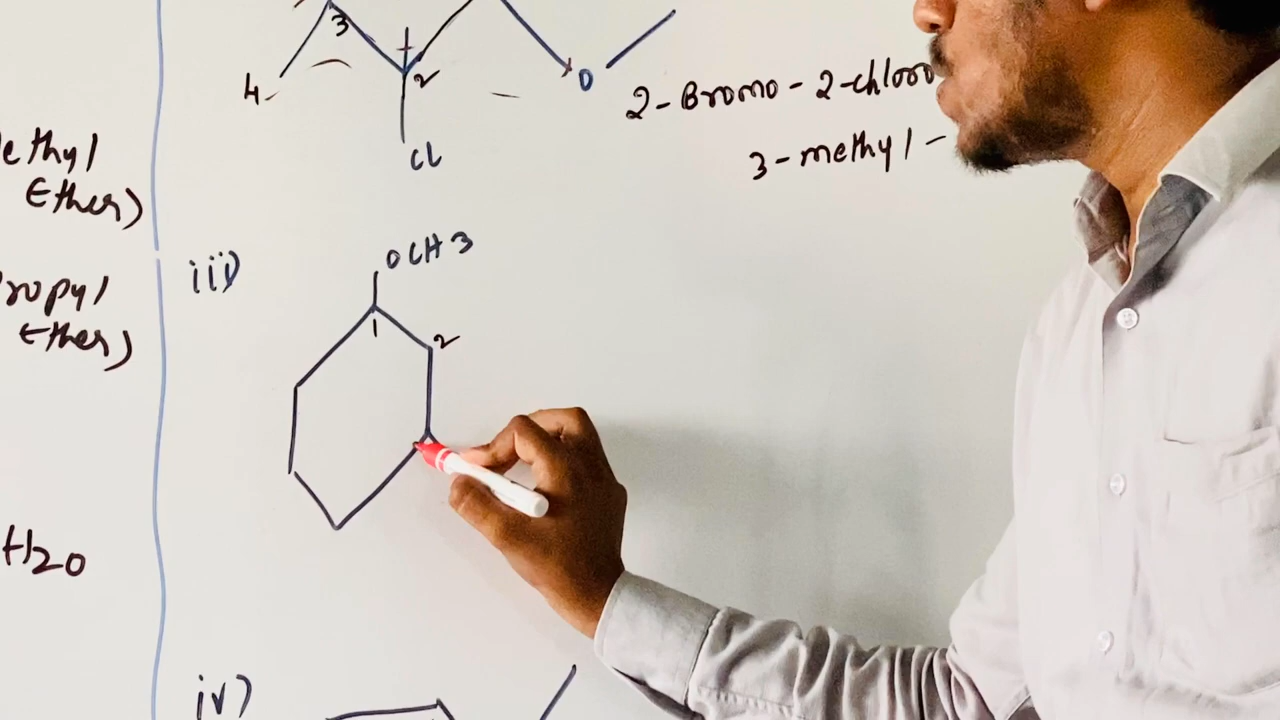 ethyl
Ether)
ropyl
Ether)
H2O
3
4
2
Cl
O
2-Bromo-2-chloro
3-methyl-
iii)
OCH3
1
2
iv)